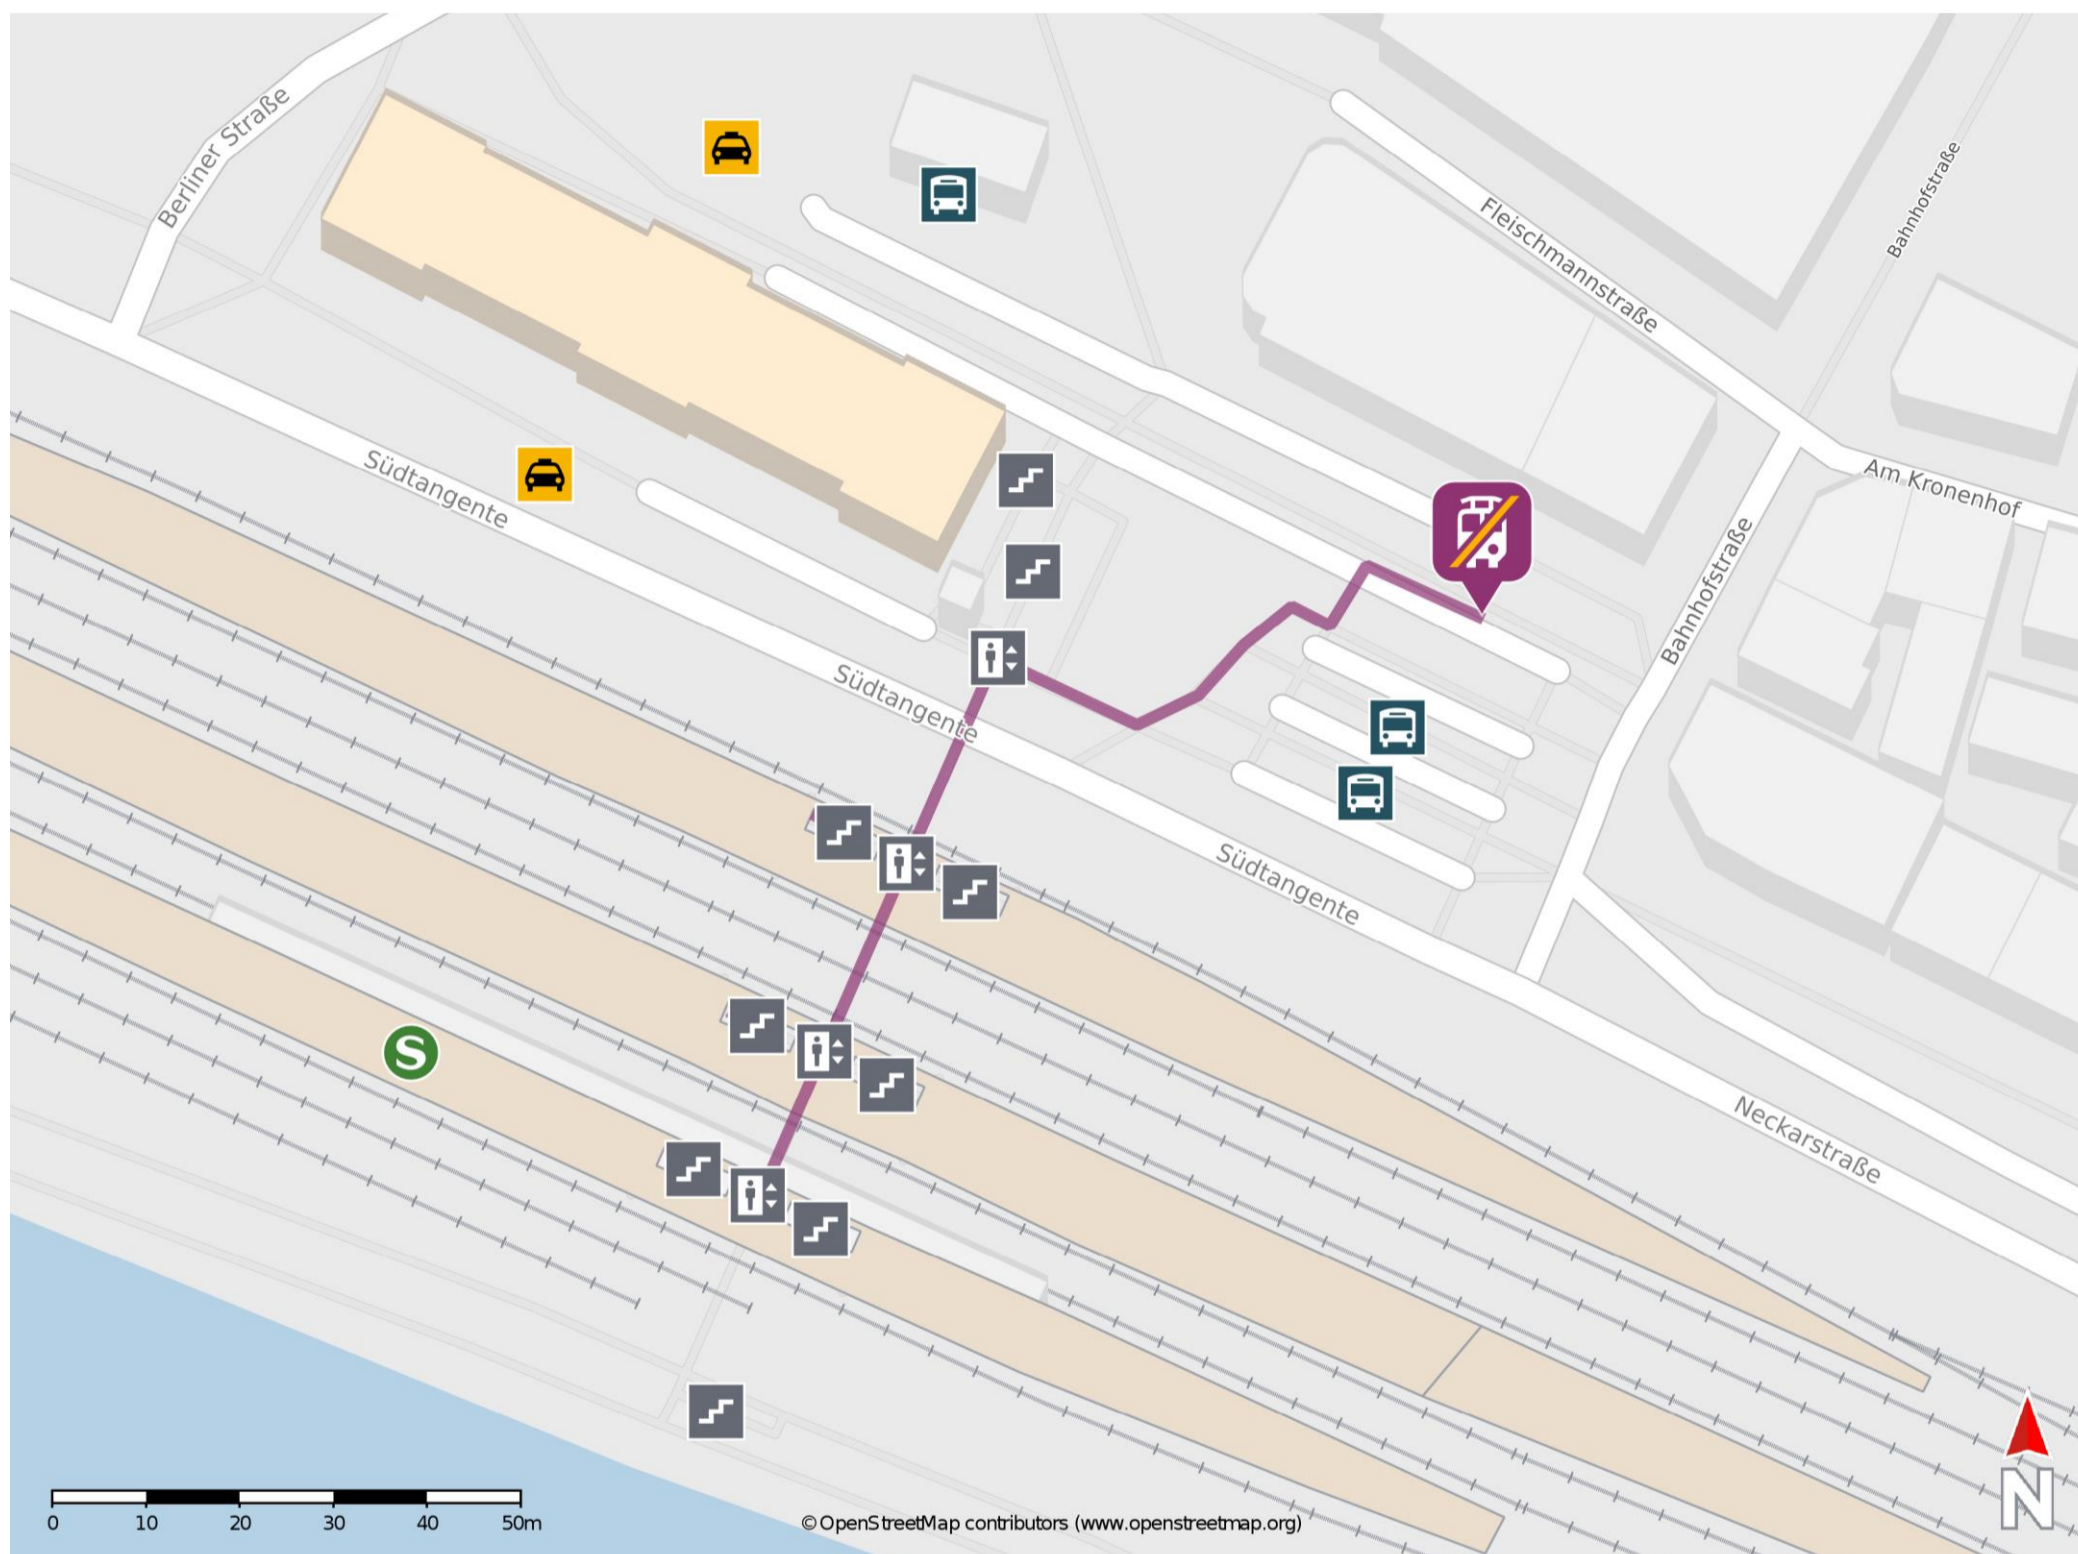 Berliner Straße
Bahnhofstraße
Fleischmannstraße
Am Kronenhof
Südtangente
Bahnhofstraße
Südtangente
Südtangente
S
Neckarstraße
N
0 10 20 30 40 50m
© OpenStreetMap contributors (www.openstreetmap.org)